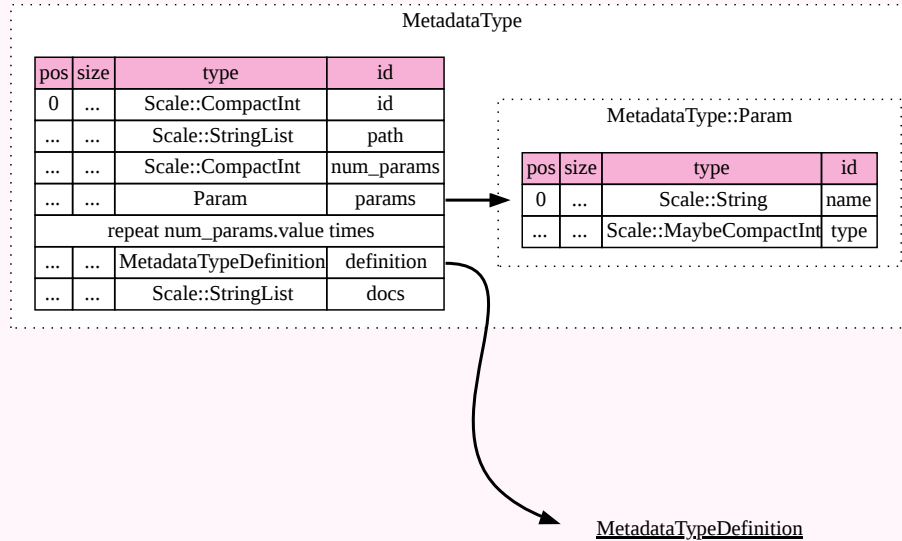 MetadataType
pos size type id
0 ... Scale::CompactInt id
... ... Scale::StringList path
... ... Scale::CompactInt num_params
... ... Param params
repeat num_params.value times
... ... MetadataTypeDefinition definition
... ... Scale::StringList docs
MetadataType::Param
pos size type id
0 ... Scale::String name
... ... Scale::MaybeCompactInt type
MetadataTypeDefinition